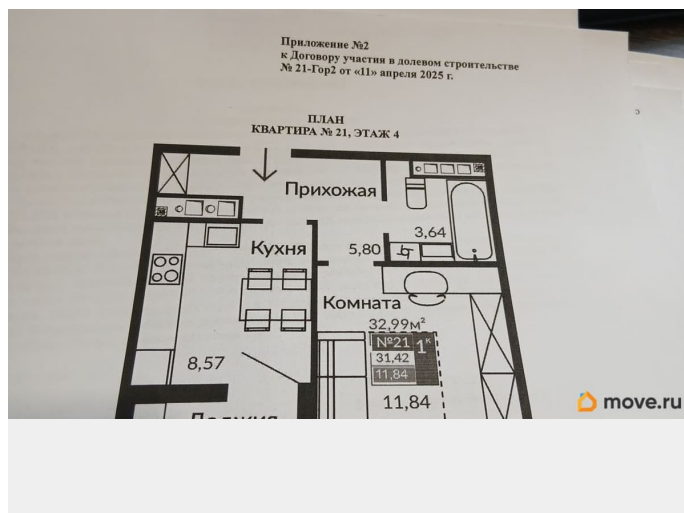 Приложение №2
к Договору участия в долевом строительстве
№ 21-Гор2 от «11» апреля 2025 г.
ПЛАН
КВАРТИРА № 21, ЭТАЖ 4
Прихожая
3,64
Кухня
5,80
Комната
32,99м²
№21
1к
31,42
8,57
11,84
11,84
Лоджия
move.ru